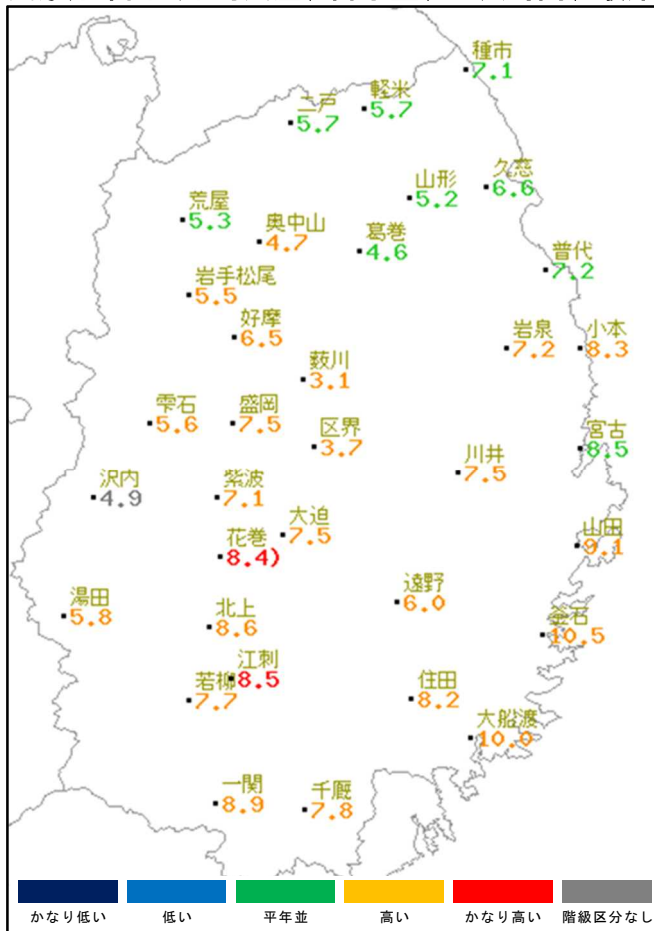 種市
7.1
軽米
5.7
二戸
5.7
山形
5.2
久慈
6.6
荒屋
5.3
奥中山
4.7
葛巻
4.6
普代
7.2
岩手松尾
5.5
好摩
6.5
岩泉
7.2
小本
8.3
薮川
3.1
雫石
5.6
盛岡
7.5
区界
3.7
宮古
8.5
川井
7.5
沢内
4.9
紫波
7.1
大迫
7.5
花巻
8.4)
山田
9.1
湯田
5.8
遠野
6.0
北上
8.6
釜石
10.5
江刺
8.5
若柳
7.7
住田
8.2
大船渡
10.0
一関
8.9
千厩
7.8
かなり低い 低い 平年並 高い かなり高い 階級区分なし